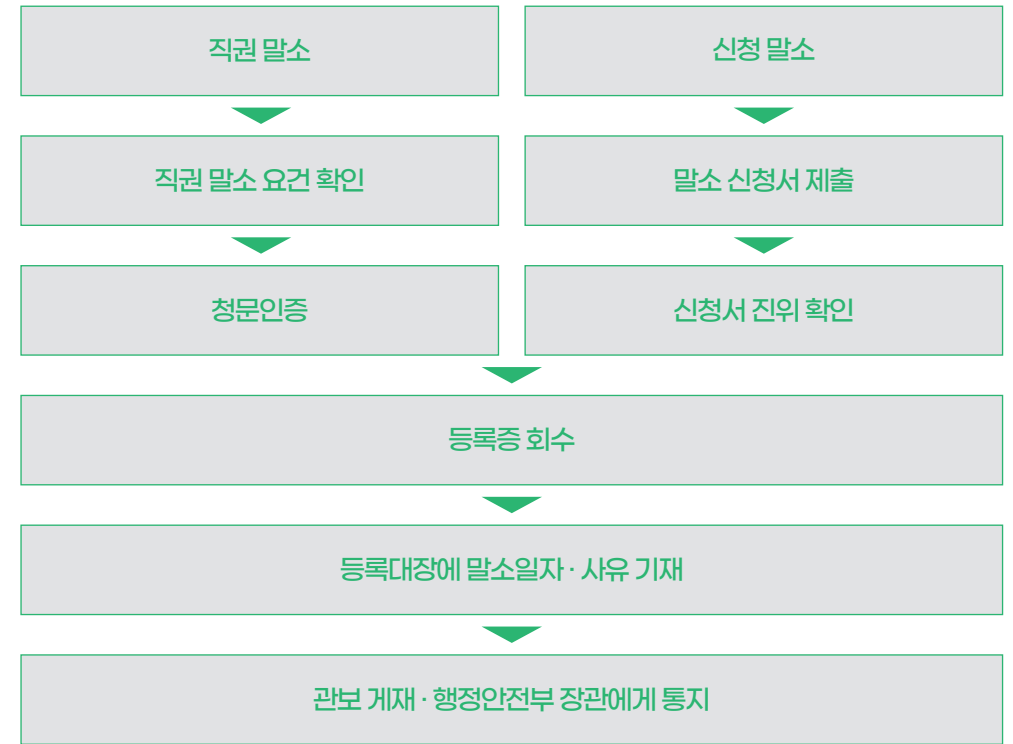 직권 말소
신청 말소
직권 말소 요건 확인
말소 신청서 제출
청문인증
신청서 진위 확인
등록증 회수
등록대장에 말소일자 · 사유 기재
관보 게재 · 행정안전부 장관에게 통지